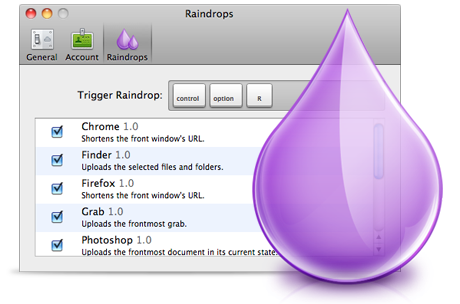 Raindrops
General Account Raindrops
Trigger Raindrop: control option R
Chrome 1.0
Shortens the front window's URL.
Finder 1.0
Uploads the selected files and folders.
Firefox 1.0
Shortens the front window's URL.
Grab 1.0
Uploads the frontmost grab.
Photoshop 1.0
Uploads the frontmost document in its current state.